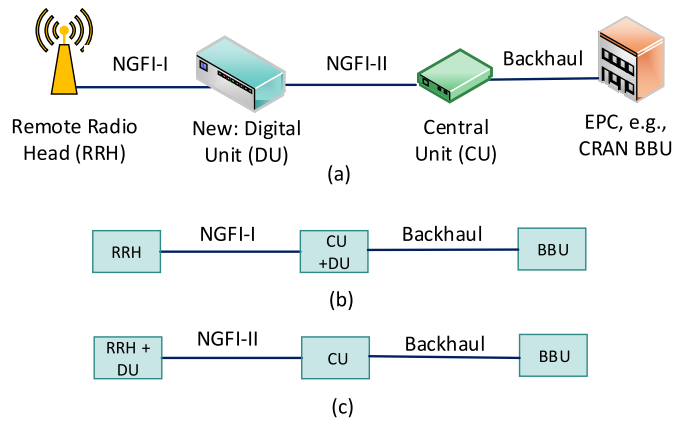 NGFI-I
NGFI-II
Backhaul
Remote Radio
Head (RRH)
New: Digital
Unit (DU)
Central
Unit (CU)
EPC, e.g.,
CRAN BBU
(a)
RRH
NGFI-I
CU
+DU
Backhaul
BBU
(b)
RRH +
DU
NGFI-II
CU
Backhaul
BBU
(c)